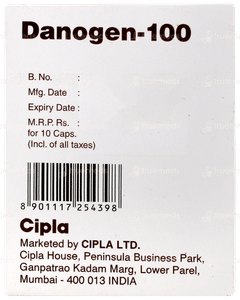 Danogen-100
B. No. :
Mfg. Date :
Expiry Date :
M.R.P. Rs. :
for 10 Caps.
(Incl. of all taxes)
8 901117 254398
Cipla
Marketed by CIPLA LTD.
Cipla House, Peninsula Business Park,
Ganpatrao Kadam Marg, Lower Parel,
Mumbai - 400 013 INDIA